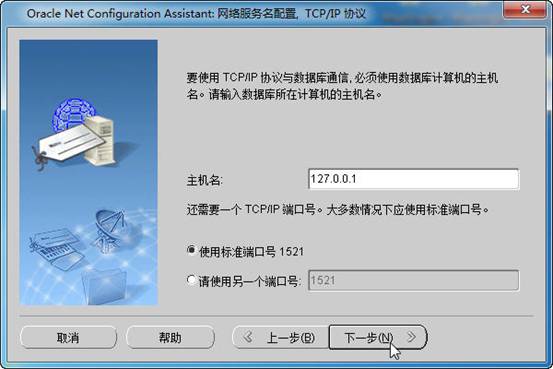 Oracle Net Configuration Assistant: 网络服务名配置, TCP/IP 协议
要使用 TCP/IP 协议与数据库通信, 必须使用数据库计算机的主机
名。请输入数据库所在计算机的主机名。
主机名: 127.0.0.1
还需要一个 TCP/IP 端口号。大多数情况下应使用标准端口号。
使用标准端口号 1521
请使用另一个端口号: 1521
取消 帮助 上一步(B) 下一步(N)